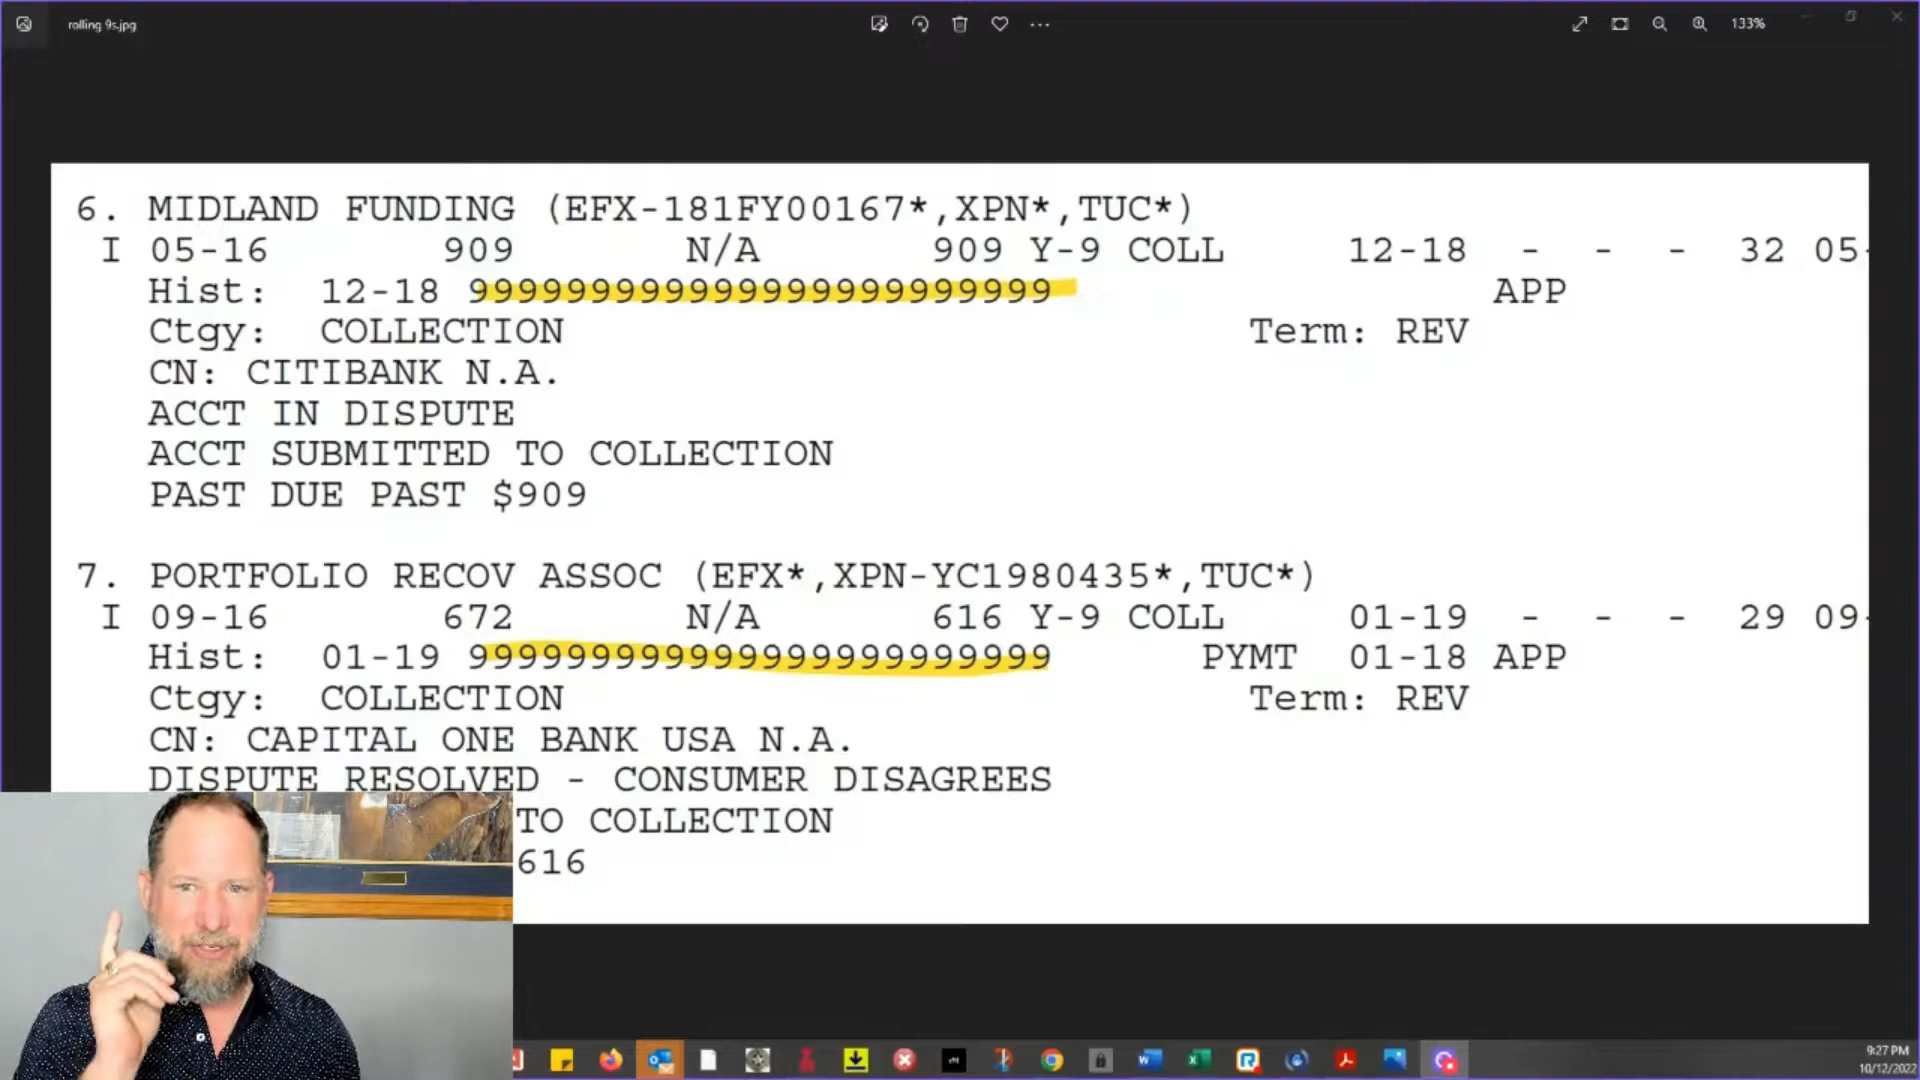 rolling 9s.jpg
133%
6. MIDLAND FUNDING (EFX-181FY00167*,XPN*,TUC*)
I 05-16 909 N/A 909 Y-9 COLL 12-18 - - - 32 05-
Hist: 12-18 999999999999999999999999 APP
Ctgy: COLLECTION Term: REV
CN: CITIBANK N.A.
ACCT IN DISPUTE
ACCT SUBMITTED TO COLLECTION
PAST DUE PAST $909
7. PORTFOLIO RECOV ASSOC (EFX*,XPN-YC1980435*,TUC*)
I 09-16 672 N/A 616 Y-9 COLL 01-19 - - - 29 09-
Hist: 01-19 999999999999999999999999 PYMT 01-18 APP
Ctgy: COLLECTION Term: REV
CN: CAPITAL ONE BANK USA N.A.
DISPUTE RESOLVED - CONSUMER DISAGREES
TO COLLECTION
616
9:27 PM
10/12/2022